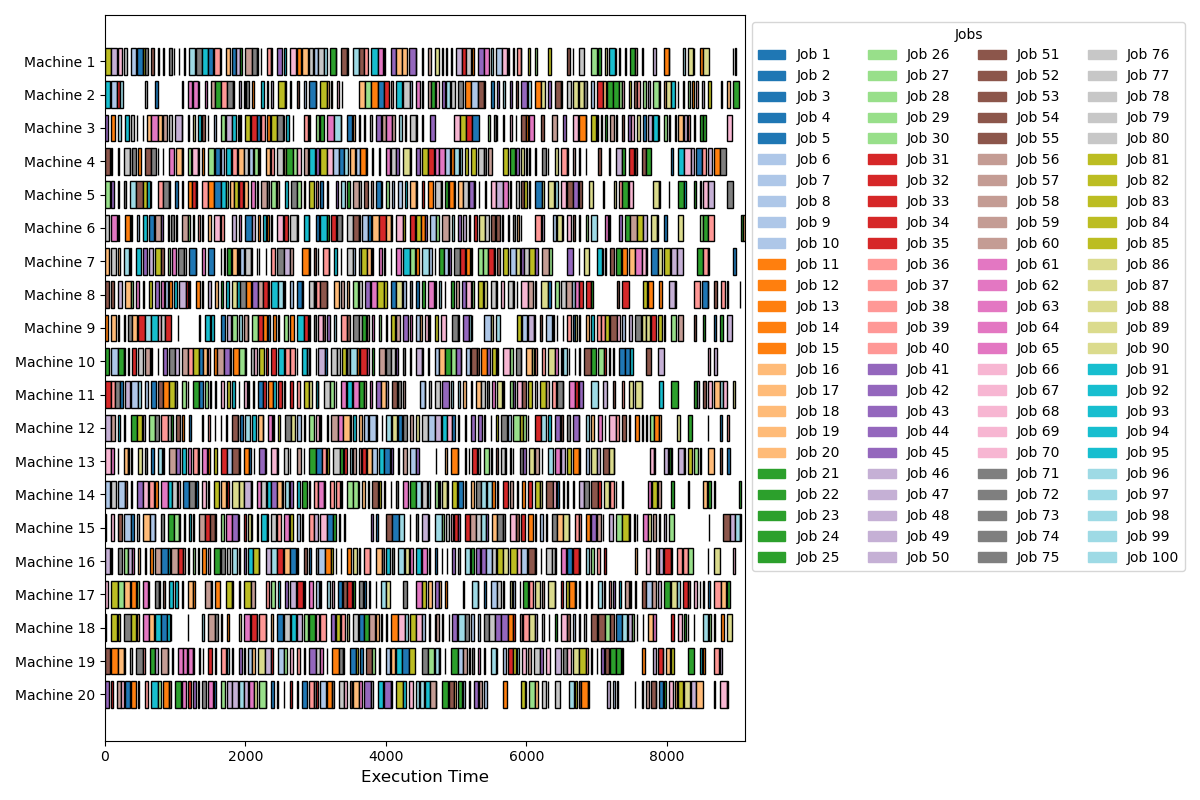 Jobs
Job 1 Job 26 Job 51 Job 76
Job 2 Job 27 Job 52 Job 77
Job 3 Job 28 Job 53 Job 78
Job 4 Job 29 Job 54 Job 79
Job 5 Job 30 Job 55 Job 80
Job 6 Job 31 Job 56 Job 81
Job 7 Job 32 Job 57 Job 82
Job 8 Job 33 Job 58 Job 83
Job 9 Job 34 Job 59 Job 84
Job 10 Job 35 Job 60 Job 85
Job 11 Job 36 Job 61 Job 86
Job 12 Job 37 Job 62 Job 87
Job 13 Job 38 Job 63 Job 88
Job 14 Job 39 Job 64 Job 89
Job 15 Job 40 Job 65 Job 90
Job 16 Job 41 Job 66 Job 91
Job 17 Job 42 Job 67 Job 92
Job 18 Job 43 Job 68 Job 93
Job 19 Job 44 Job 69 Job 94
Job 20 Job 45 Job 70 Job 95
Job 21 Job 46 Job 71 Job 96
Job 22 Job 47 Job 72 Job 97
Job 23 Job 48 Job 73 Job 98
Job 24 Job 49 Job 74 Job 99
Job 25 Job 50 Job 75 Job 100
Machine 1
Machine 2
Machine 3
Machine 4
Machine 5
Machine 6
Machine 7
Machine 8
Machine 9
Machine 10
Machine 11
Machine 12
Machine 13
Machine 14
Machine 15
Machine 16
Machine 17
Machine 18
Machine 19
Machine 20
0 2000 4000 6000 8000
Execution Time